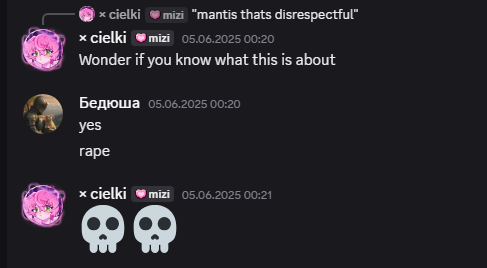 × cielki mizi "mantis thats disrespectful"
× cielki mizi 05.06.2025 00:20
Wonder if you know what this is about
Бедюша 05.06.2025 00:20
yes
rape
× cielki mizi 05.06.2025 00:21